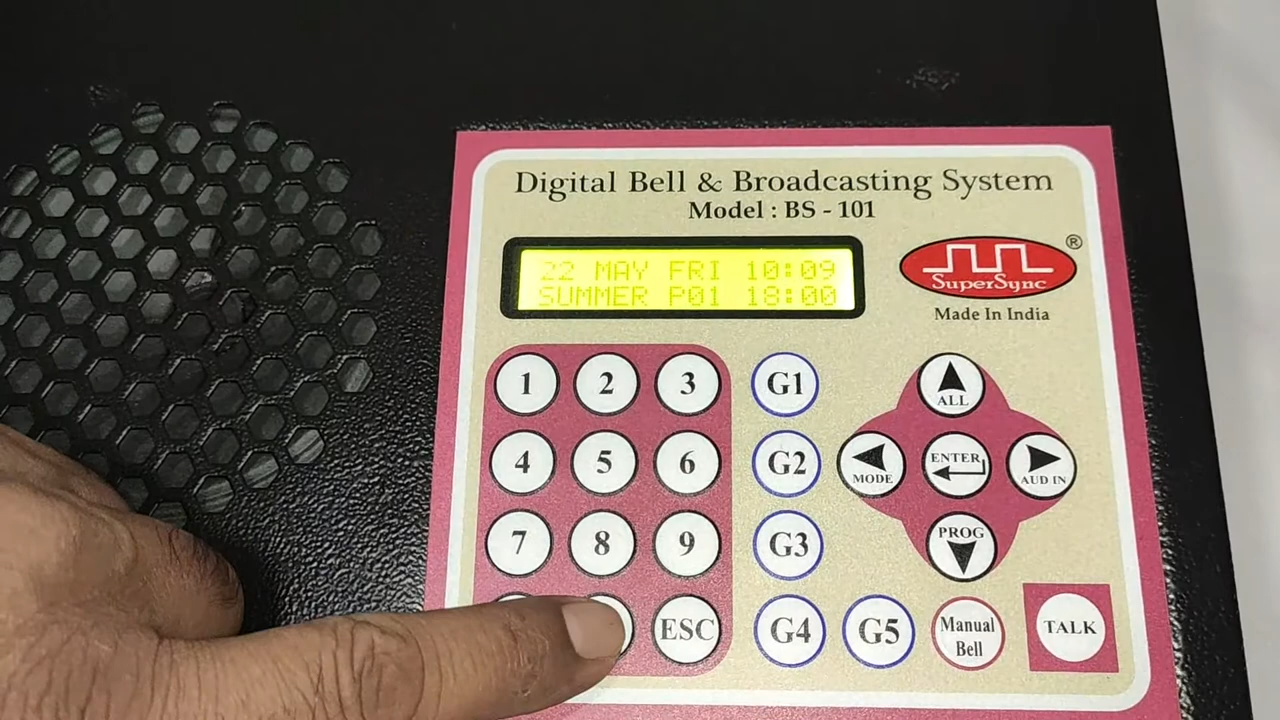 Digital Bell & Broadcasting System
Model : BS - 101
22 MAY FRI 10:09
SUMMER P01 18:00
SuperSync
®
Made In India
1 2 3 G1
ALL
4 5 6 G2
MODE
ENTER
AUD IN
7 8 9 G3
PROG
ESC G4 G5
Manual
Bell
TALK